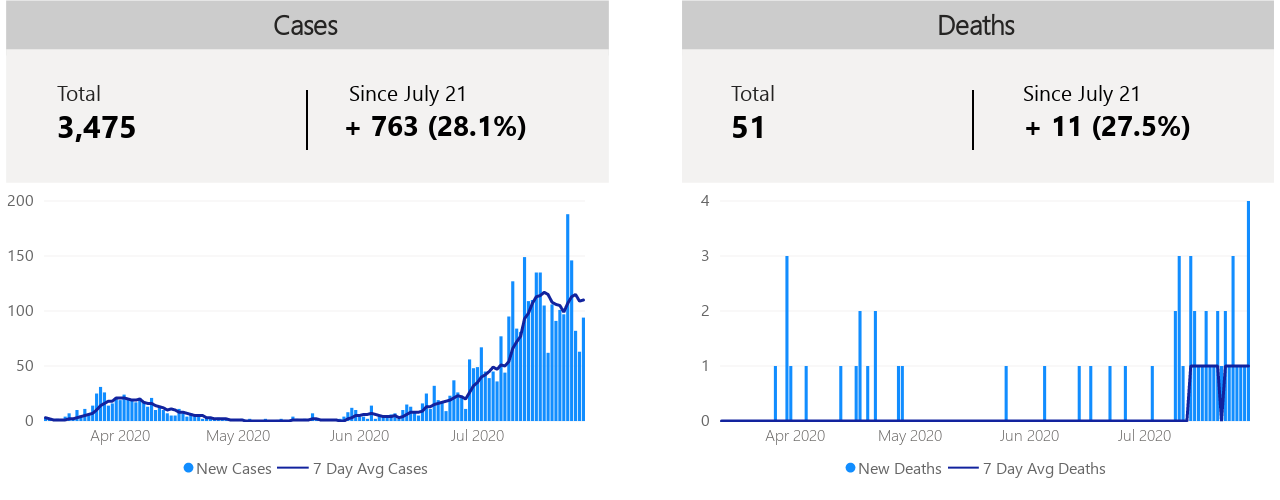 Cases
Total
3,475
Since July 21
+ 763 (28.1%)
200
150
100
50
0
Apr 2020
May 2020
Jun 2020
Jul 2020
New Cases
7 Day Avg Cases
Deaths
Total
51
Since July 21
+ 11 (27.5%)
4
3
2
1
0
Apr 2020
May 2020
Jun 2020
Jul 2020
New Deaths
7 Day Avg Deaths